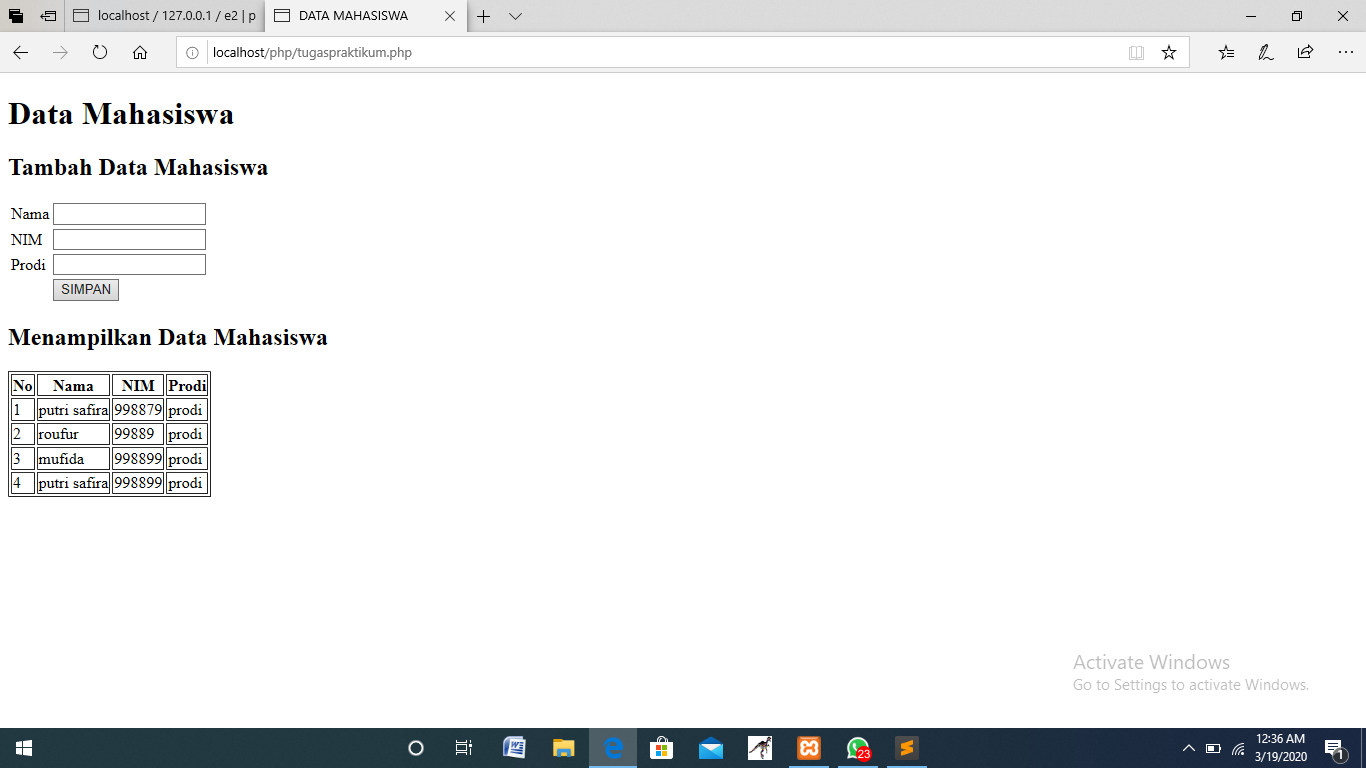 localhost / 127.0.0.1 / e2 | p
DATA MAHASISWA
localhost/php/tugaspraktikum.php
Data Mahasiswa
Tambah Data Mahasiswa
Nama
NIM
Prodi
SIMPAN
Menampilkan Data Mahasiswa
No Nama NIM Prodi
1 putri safira 998879 prodi
2 roufur 99889 prodi
3 mufida 998899 prodi
4 putri safira 998899 prodi
Activate Windows
Go to Settings to activate Windows.
23
12:36 AM
3/19/2020
1